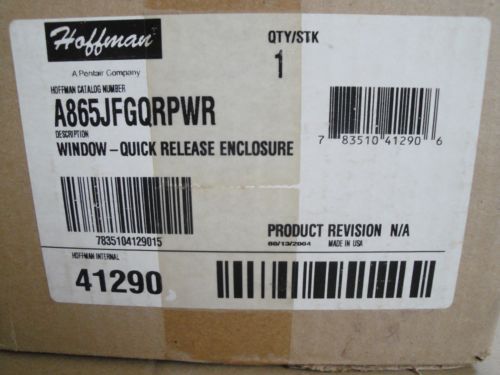 Hoffman
A Pentair Company
QTY/STK
1
HOFFMAN CATALOG NUMBER
A865JFGQRPWR
DESCRIPTION
WINDOW-QUICK RELEASE ENCLOSURE
7 83510 41290 6
7835104129015
PRODUCT REVISION N/A
08/13/2004 MADE IN USA
HOFFMAN INTERNAL
41290